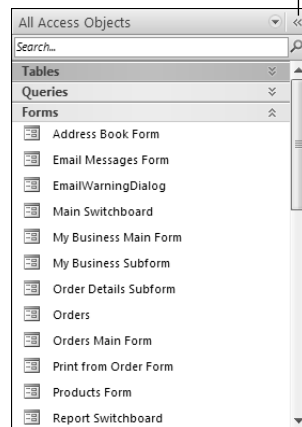 All Access Objects
Search...
Tables
Queries
Forms
Address Book Form
Email Messages Form
EmailWarningDialog
Main Switchboard
My Business Main Form
My Business Subform
Order Details Subform
Orders
Orders Main Form
Print from Order Form
Products Form
Report Switchboard